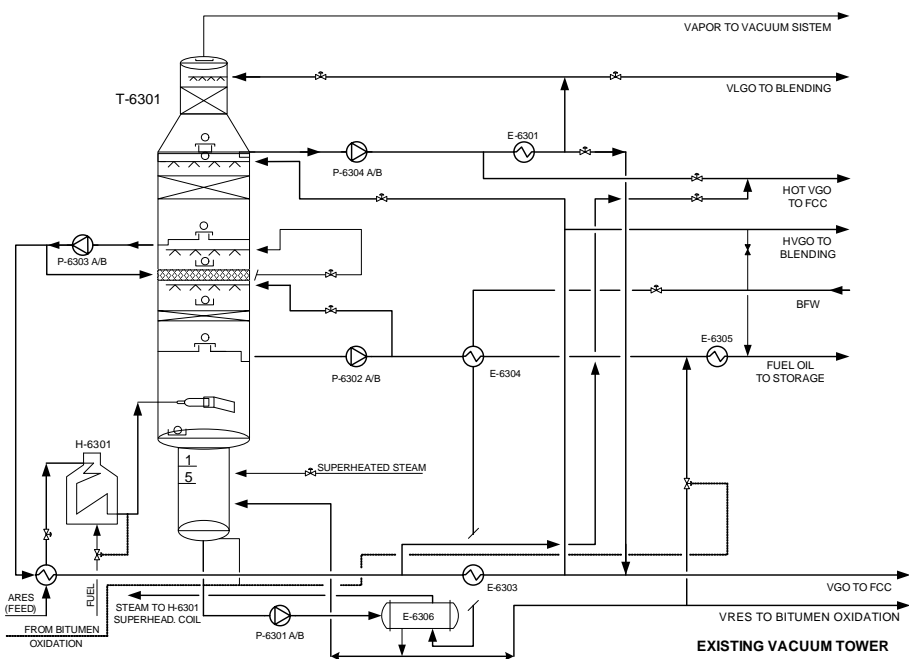 VAPOR TO VACUUM SISTEM
VLGO TO BLENDING
T-6301
E-6301
P-6304 A/B
HOT VGO
TO FCC
P-6303 A/B
HVGO TO
BLENDING
BFW
E-6305
P-6302 A/B
E-6304
FUEL OIL
TO STORAGE
H-6301
1
5
SUPERHEATED STEAM
ARES
(FEED)
FUEL
E-6303
VGO TO FCC
STEAM TO H-6301
SUPERHEAD. COIL
E-6306
VRES TO BITUMEN OXIDATION
FROM BITUMEN
OXIDATION
P-6301 A/B
EXISTING VACUUM TOWER